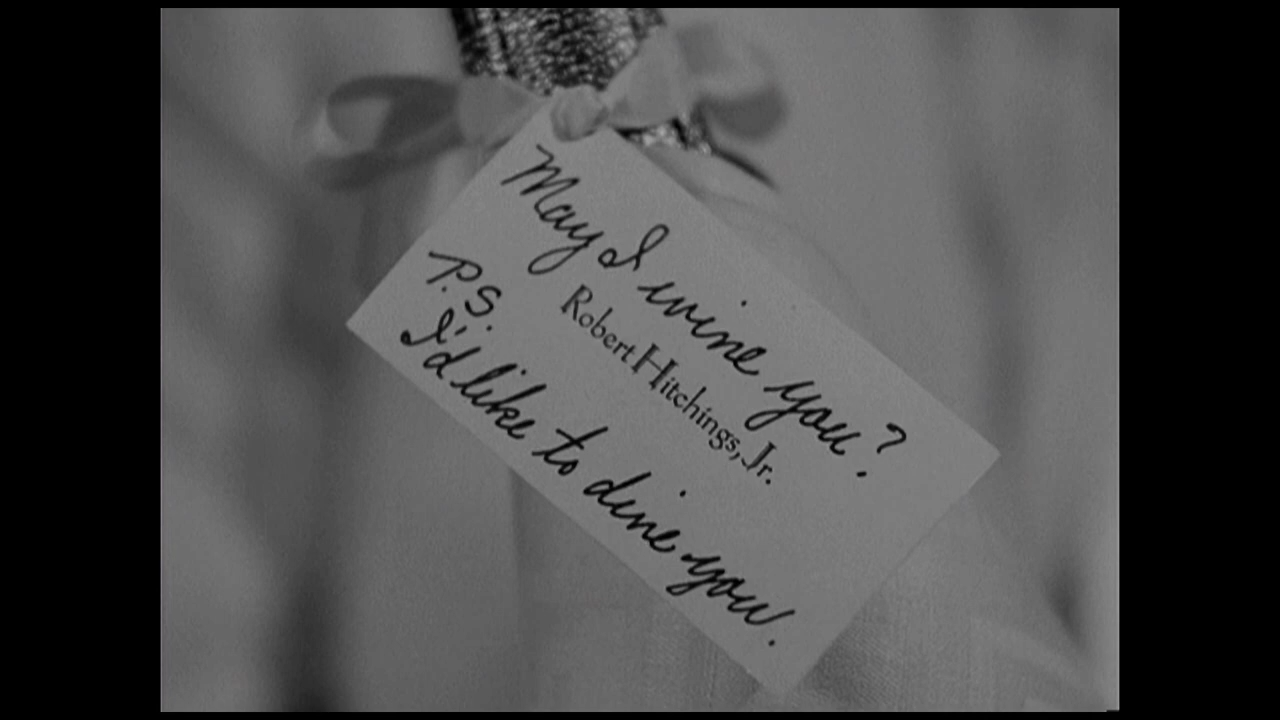 May I wine you?
Robert Hitchings, Jr.
P.S.
I'd like to dine you.